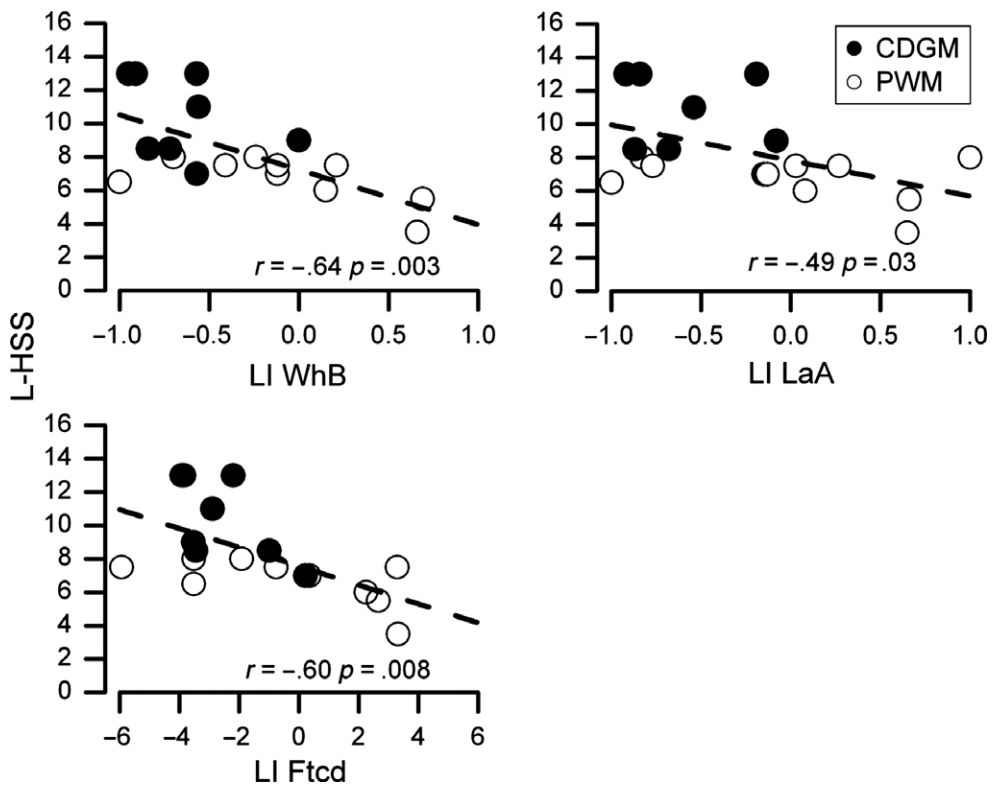 16
14
12
10
8
6
4
2
0
−1.0 −0.5 0.0 0.5 1.0
LI WhB
r = −.64 p = .003
16
14
12
10
8
6
4
2
0
−1.0 −0.5 0.0 0.5 1.0
LI LaA
r = −.49 p = .03
CDGM
PWM
L-HSS
16
14
12
10
8
6
4
2
0
−6 −4 −2 0 2 4 6
LI Ftcd
r = −.60 p = .008